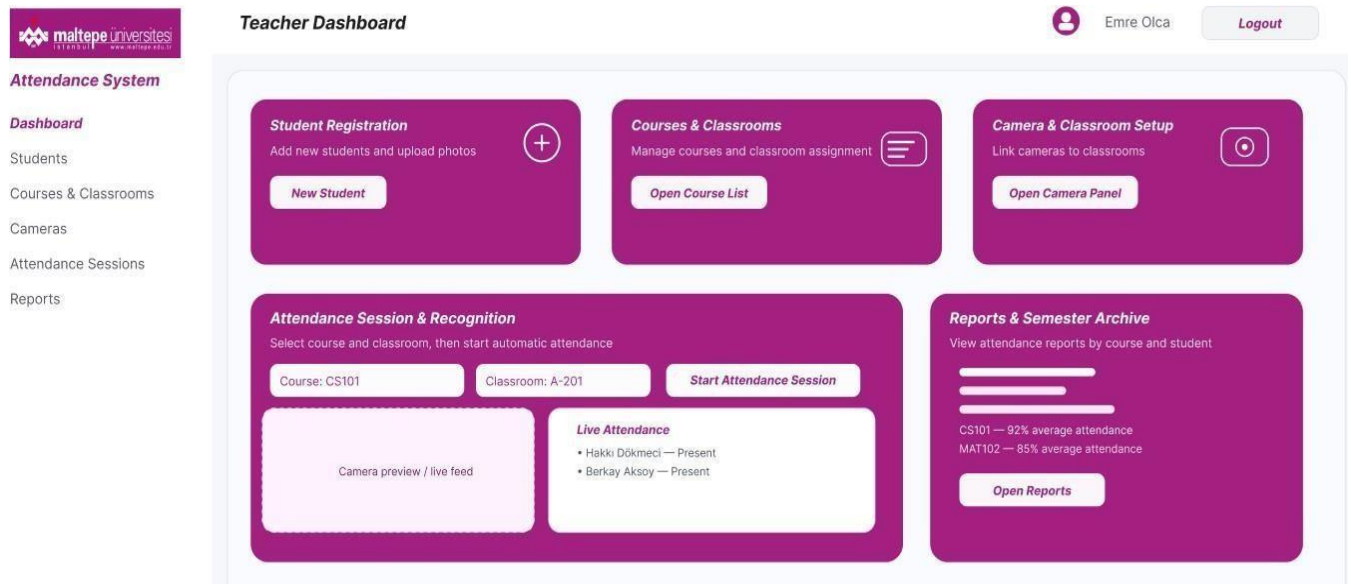 maltepe üniversitesi
istanbul www.maltepe.edu.tr
Attendance System
Dashboard
Students
Courses & Classrooms
Cameras
Attendance Sessions
Reports
Teacher Dashboard
Emre Olca
Logout
Student Registration
Add new students and upload photos
New Student
Courses & Classrooms
Manage courses and classroom assignment
Open Course List
Camera & Classroom Setup
Link cameras to classrooms
Open Camera Panel
Attendance Session & Recognition
Select course and classroom, then start automatic attendance
Course: CS101
Classroom: A-201
Start Attendance Session
Camera preview / live feed
Live Attendance
• Hakkı Dökmeci — Present
• Berkay Aksoy — Present
Reports & Semester Archive
View attendance reports by course and student
CS101 — 92% average attendance
MAT102 — 85% average attendance
Open Reports